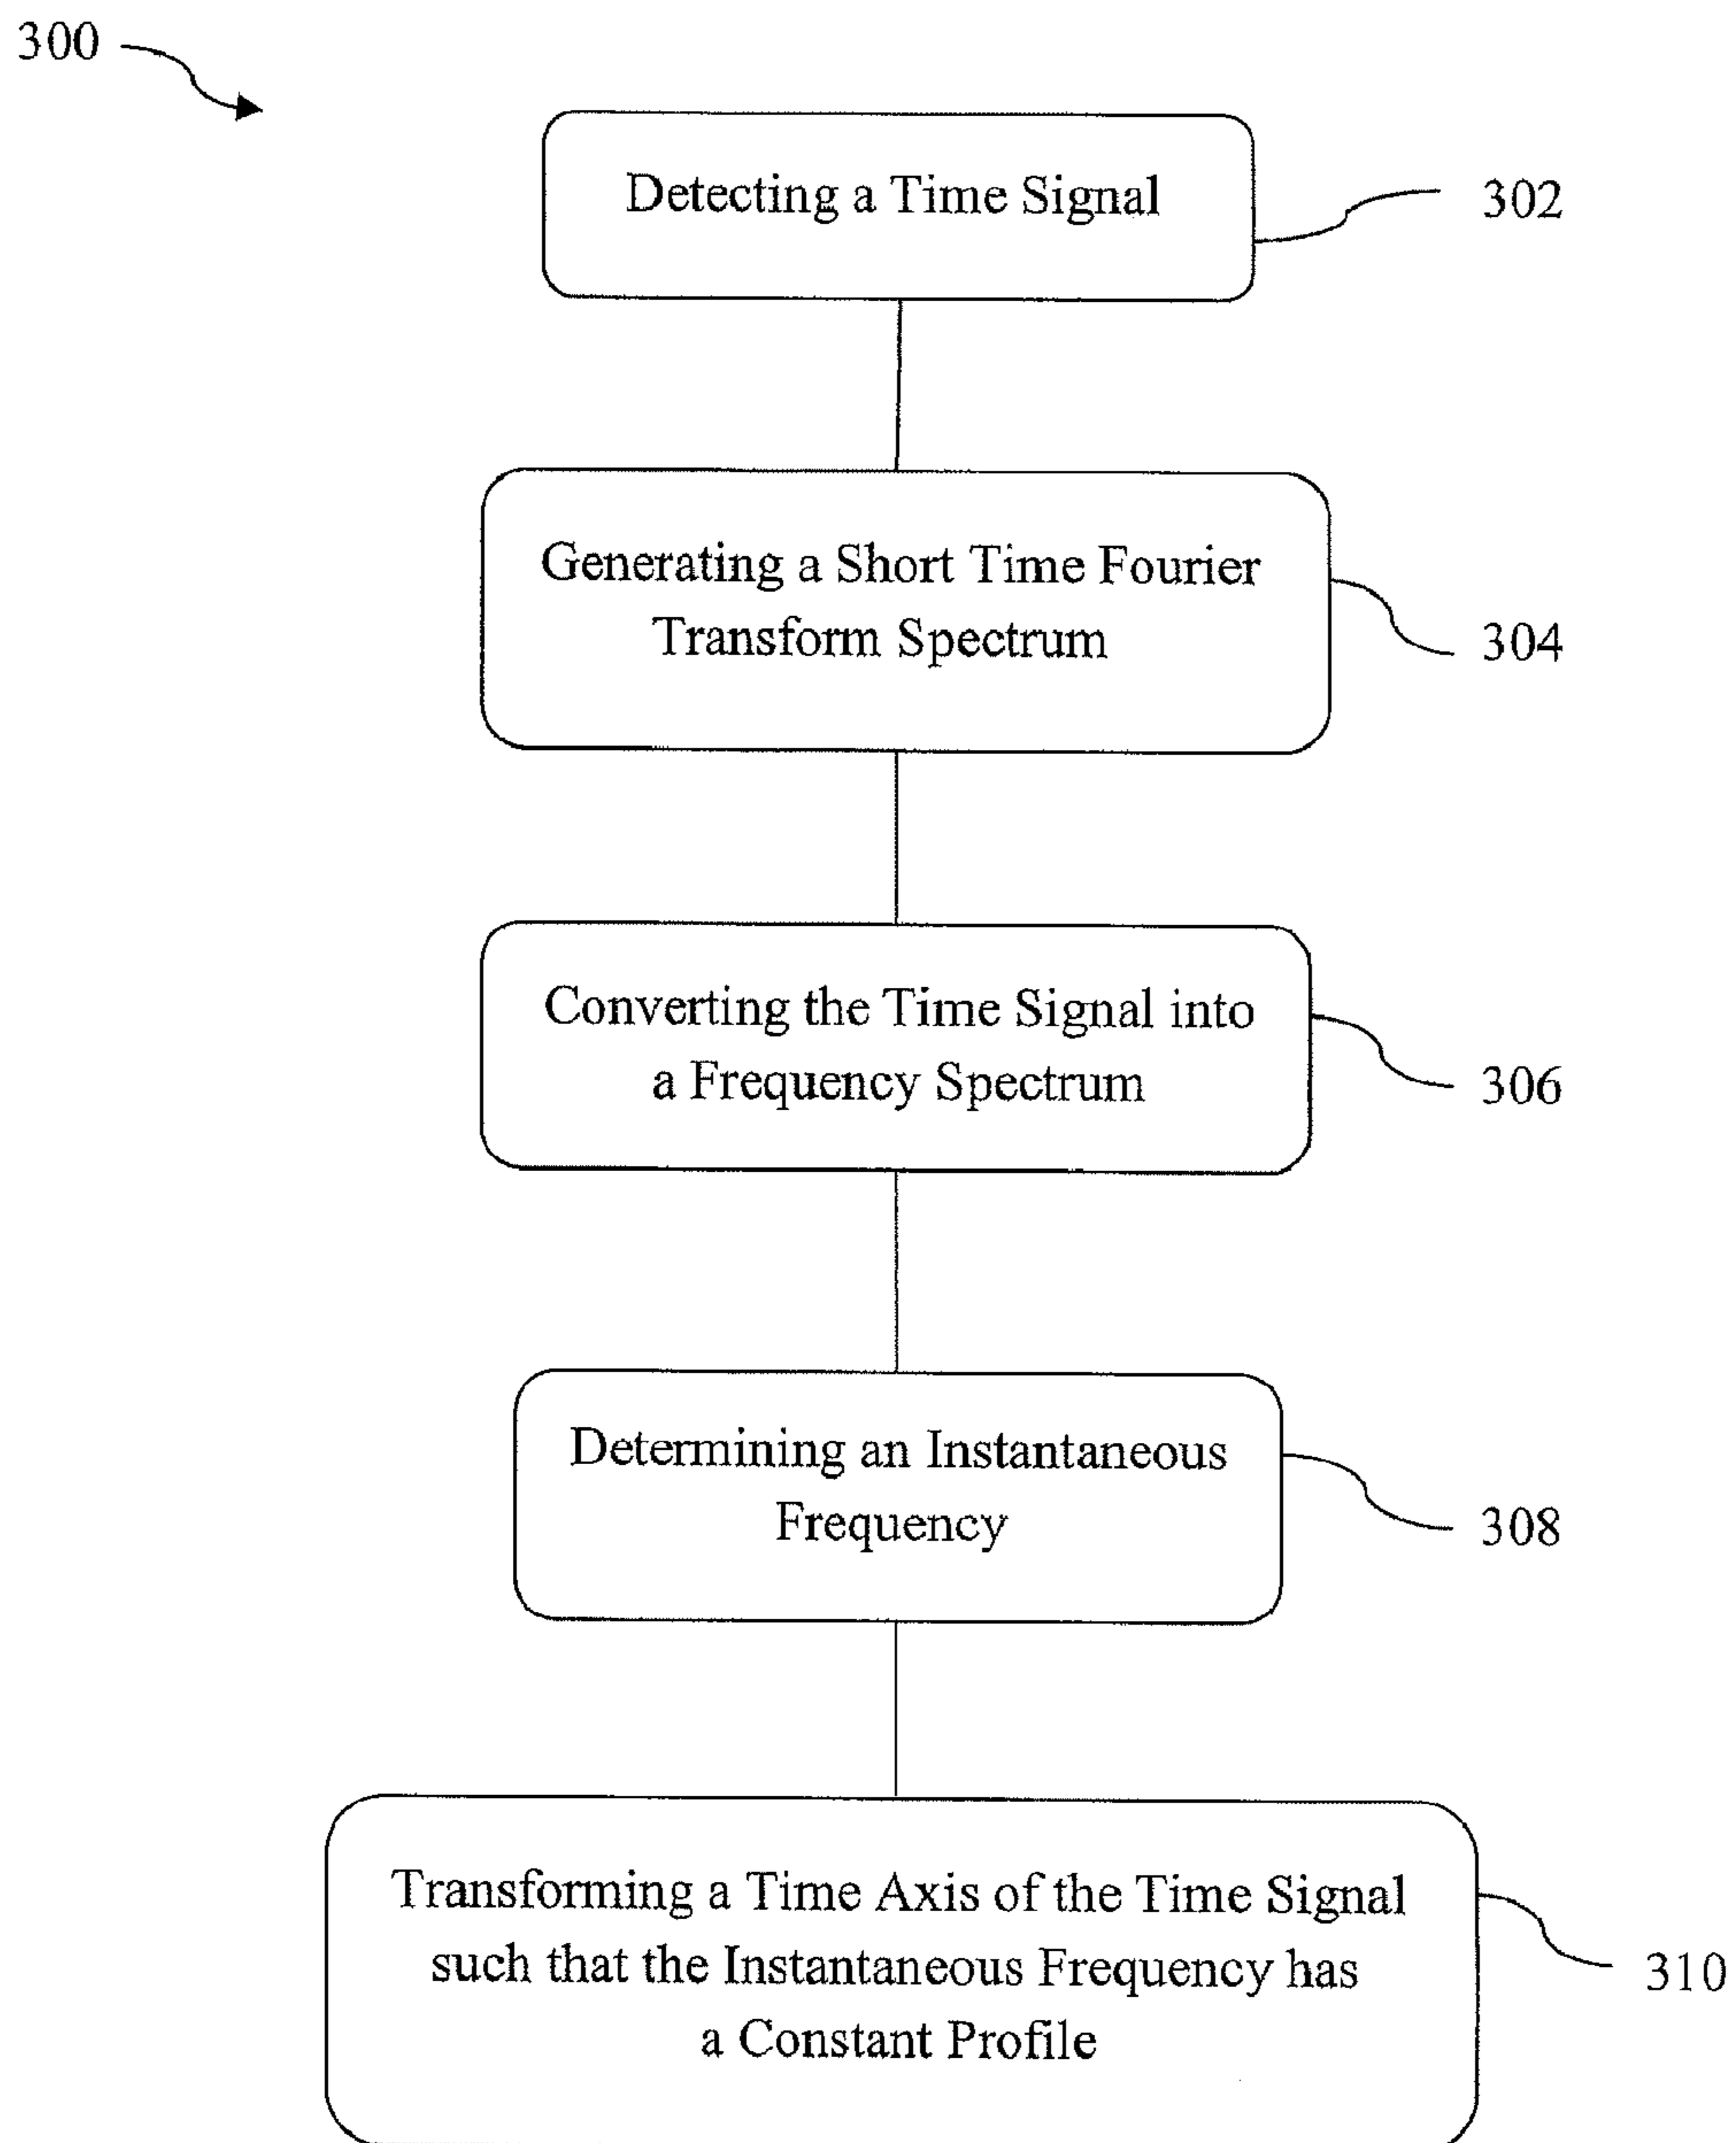 300
Detecting a Time Signal
302
Generating a Short Time Fourier
Transform Spectrum
304
Converting the Time Signal into
a Frequency Spectrum
306
Determining an Instantaneous
Frequency
308
Transforming a Time Axis of the Time Signal
such that the Instantaneous Frequency has
a Constant Profile
310